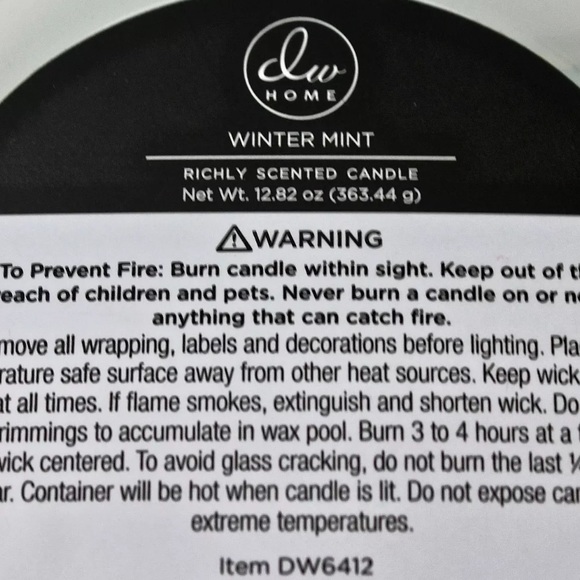 dw
HOME
WINTER MINT
RICHLY SCENTED CANDLE
Net Wt. 12.82 oz (363.44 g)
WARNING
To Prevent Fire: Burn candle within sight. Keep out of
of children and pets. Never burn a candle on or
anything that can catch fire.
all wrapping, labels and decorations before lighting.
safe surface away from other heat sources. Keep wick
at all times. If flame smokes, extinguish and shorten wick. Do
to accumulate in wax pool. Burn 3 to 4 hours at a
centered. To avoid glass cracking, do not burn the last
Container will be hot when candle is lit. Do not expose
extreme temperatures.
Item DW6412